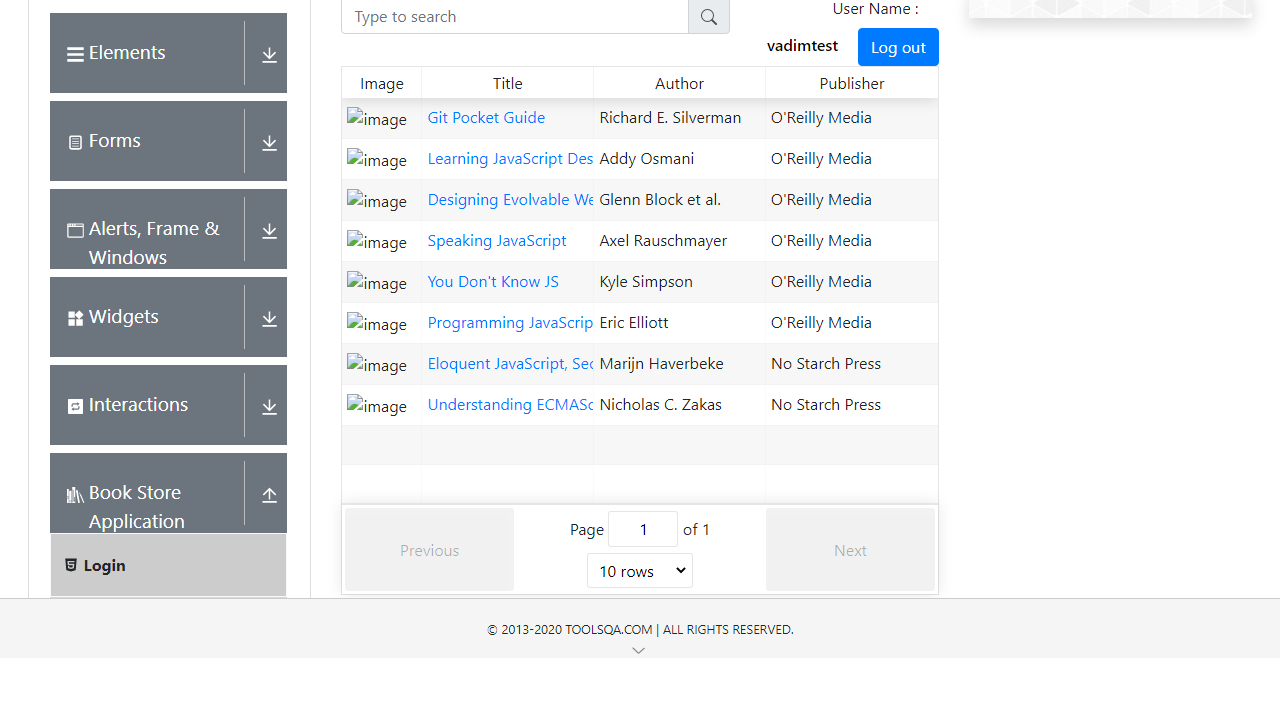 Type to search
User Name :
vadimtest
Log out
Elements
Forms
Alerts, Frame &
Windows
Widgets
Interactions
Book Store
Application
Login
Image Title Author Publisher
image Git Pocket Guide Richard E. Silverman O'Reilly Media
image Learning JavaScript Des Addy Osmani O'Reilly Media
image Designing Evolvable We Glenn Block et al. O'Reilly Media
image Speaking JavaScript Axel Rauschmayer O'Reilly Media
image You Don't Know JS Kyle Simpson O'Reilly Media
image Programming JavaScrip Eric Elliott O'Reilly Media
image Eloquent JavaScript, Sec Marijn Haverbeke No Starch Press
image Understanding ECMASc Nicholas C. Zakas No Starch Press
Previous
Page 1 of 1
10 rows
Next
© 2013-2020 TOOLSQA.COM | ALL RIGHTS RESERVED.